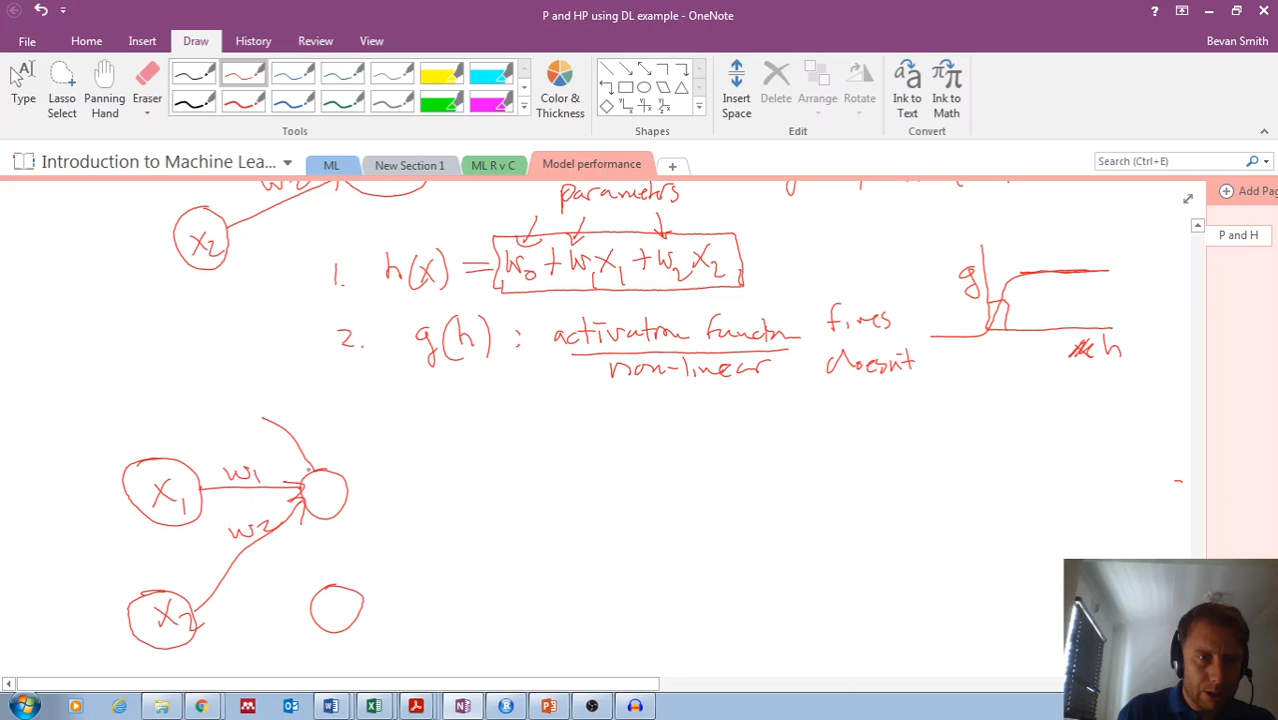 P and HP using DL example - OneNote
File Home Insert Draw History Review View
Bevan Smith
Type
Lasso Select
Panning Hand
Eraser
Color & Thickness
Insert Space
Delete
Arrange
Rotate
Ink to Text
Ink to Math
Tools
Shapes
Edit
Convert
Introduction to Machine Lea...
ML
New Section 1
ML R v C
Model performance
Search (Ctrl+E)
Add Pag
P and H
w2
parameters
x2
1. h(x) = w0 + w1x1 + w2x2
2. g(h) : activation function fires
non-linear doesn't
g
h
x1
w1
w2
x2